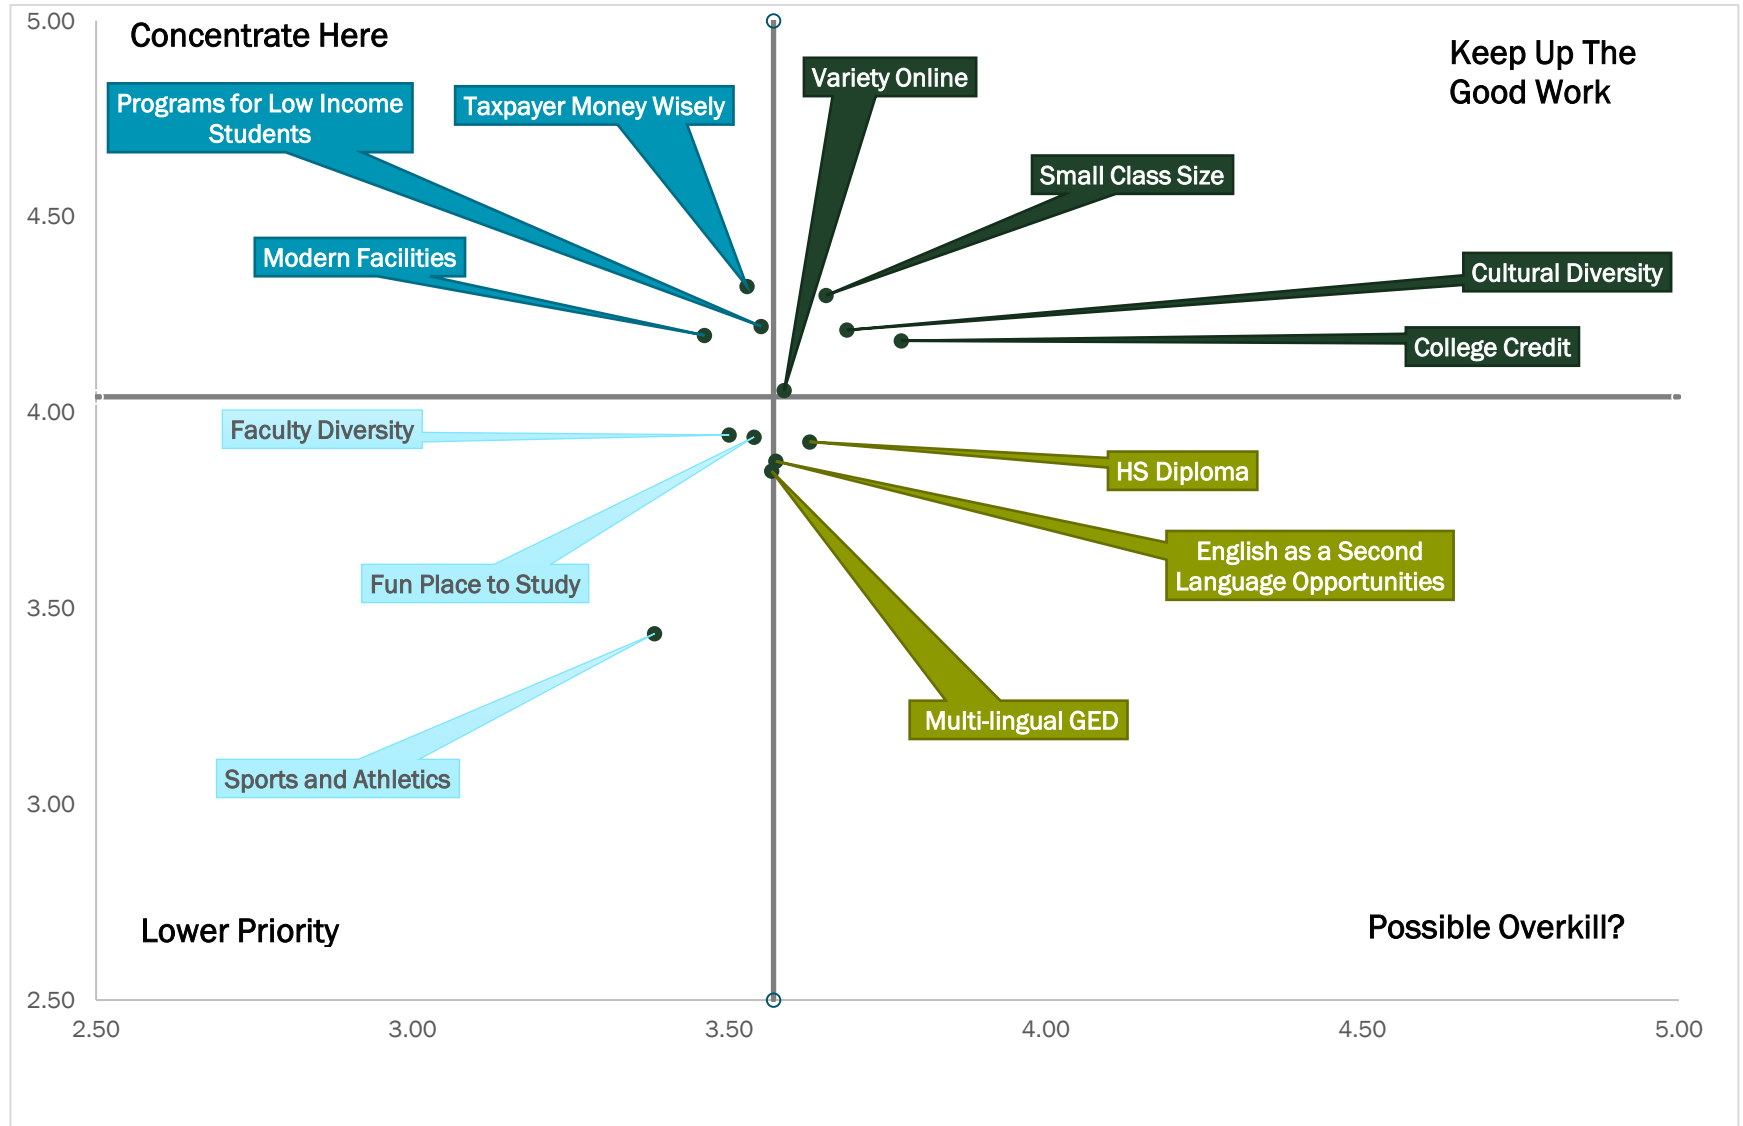 5.00
Concentrate Here
Keep Up The
Good Work
Variety Online
Programs for Low Income
Students
Taxpayer Money Wisely
Small Class Size
4.50
Modern Facilities
Cultural Diversity
College Credit
4.00
Faculty Diversity
HS Diploma
English as a Second
Language Opportunities
Fun Place to Study
3.50
Multi-lingual GED
Sports and Athletics
3.00
Lower Priority
Possible Overkill?
2.50
2.50 3.00 3.50 4.00 4.50 5.00